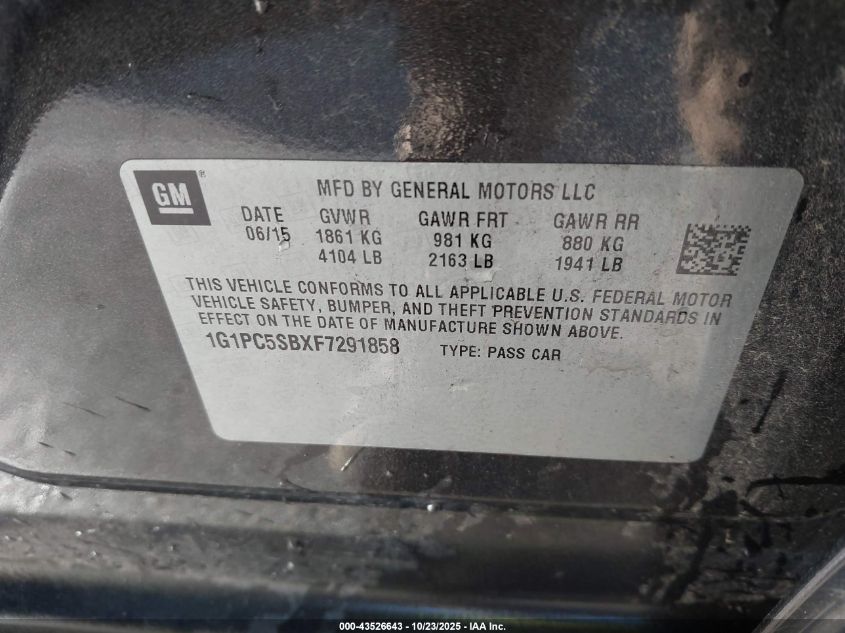 GM ®
MFD BY GENERAL MOTORS LLC
DATE GVWR GAWR FRT GAWR RR
06/15 1861 KG 981 KG 880 KG
4104 LB 2163 LB 1941 LB
THIS VEHICLE CONFORMS TO ALL APPLICABLE U.S. FEDERAL MOTOR
VEHICLE SAFETY, BUMPER, AND THEFT PREVENTION STANDARDS IN
EFFECT ON THE DATE OF MANUFACTURE SHOWN ABOVE.
1G1PC5SBXF7291858 TYPE: PASS CAR
000-43526643 - 10/23/2025 - IAA Inc.